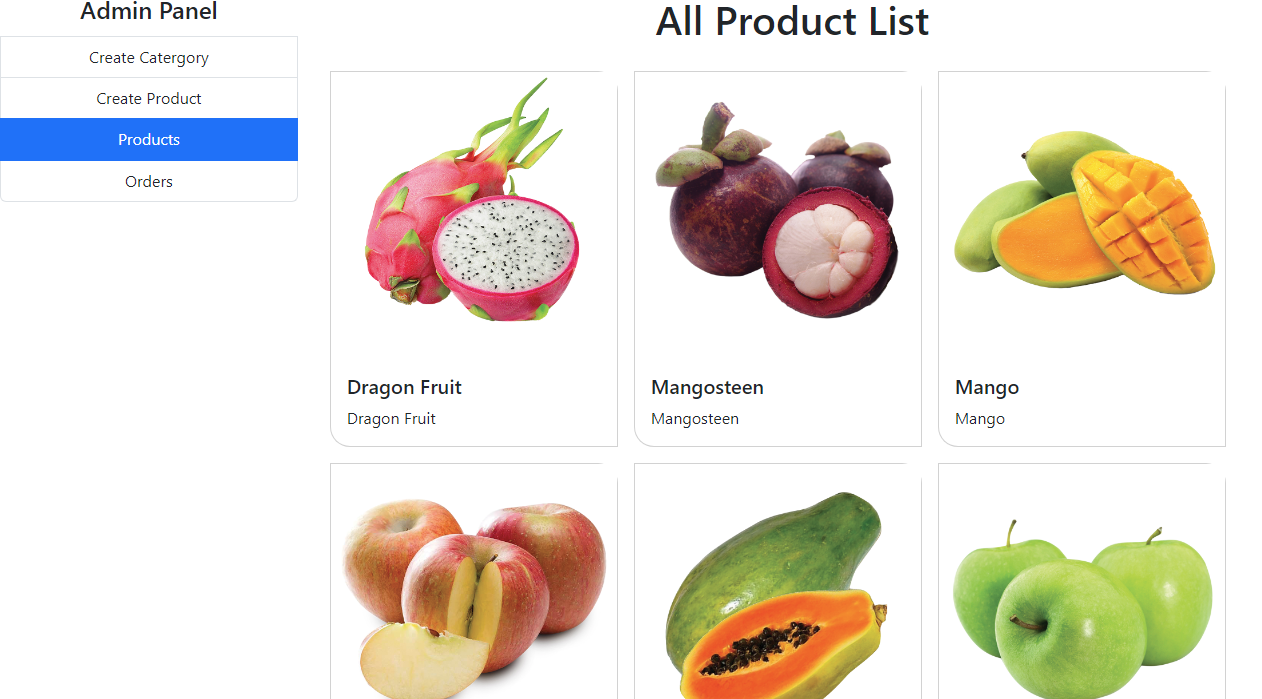 Admin Panel
Create Catergory
Create Product
Products
Orders
All Product List
Dragon Fruit
Dragon Fruit
Mangosteen
Mangosteen
Mango
Mango